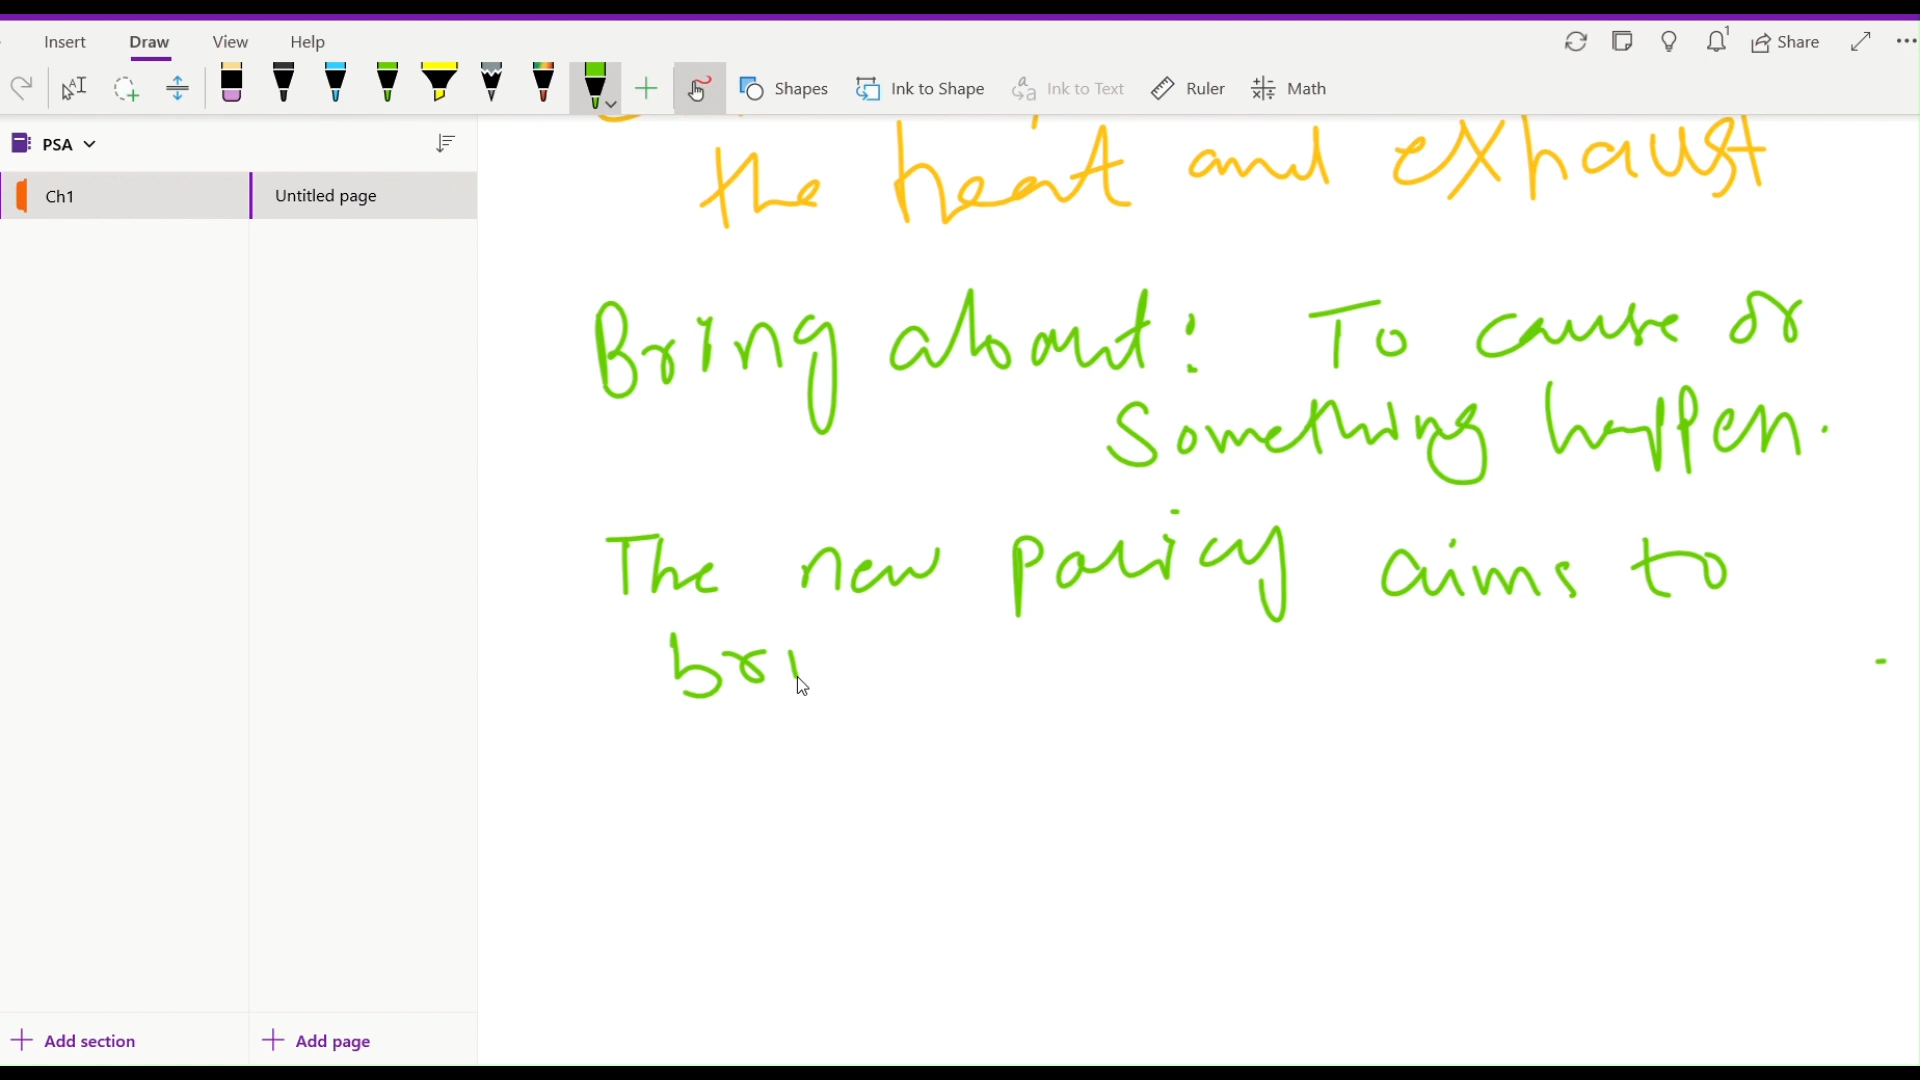 Insert Draw View Help Share
Shapes Ink to Shape Ink to Text Ruler Math
PSA
Ch1 Untitled page
the heat and exhaust
Bring about: To cause or
Something happen.
The new policy aims to
bri
Add section Add page